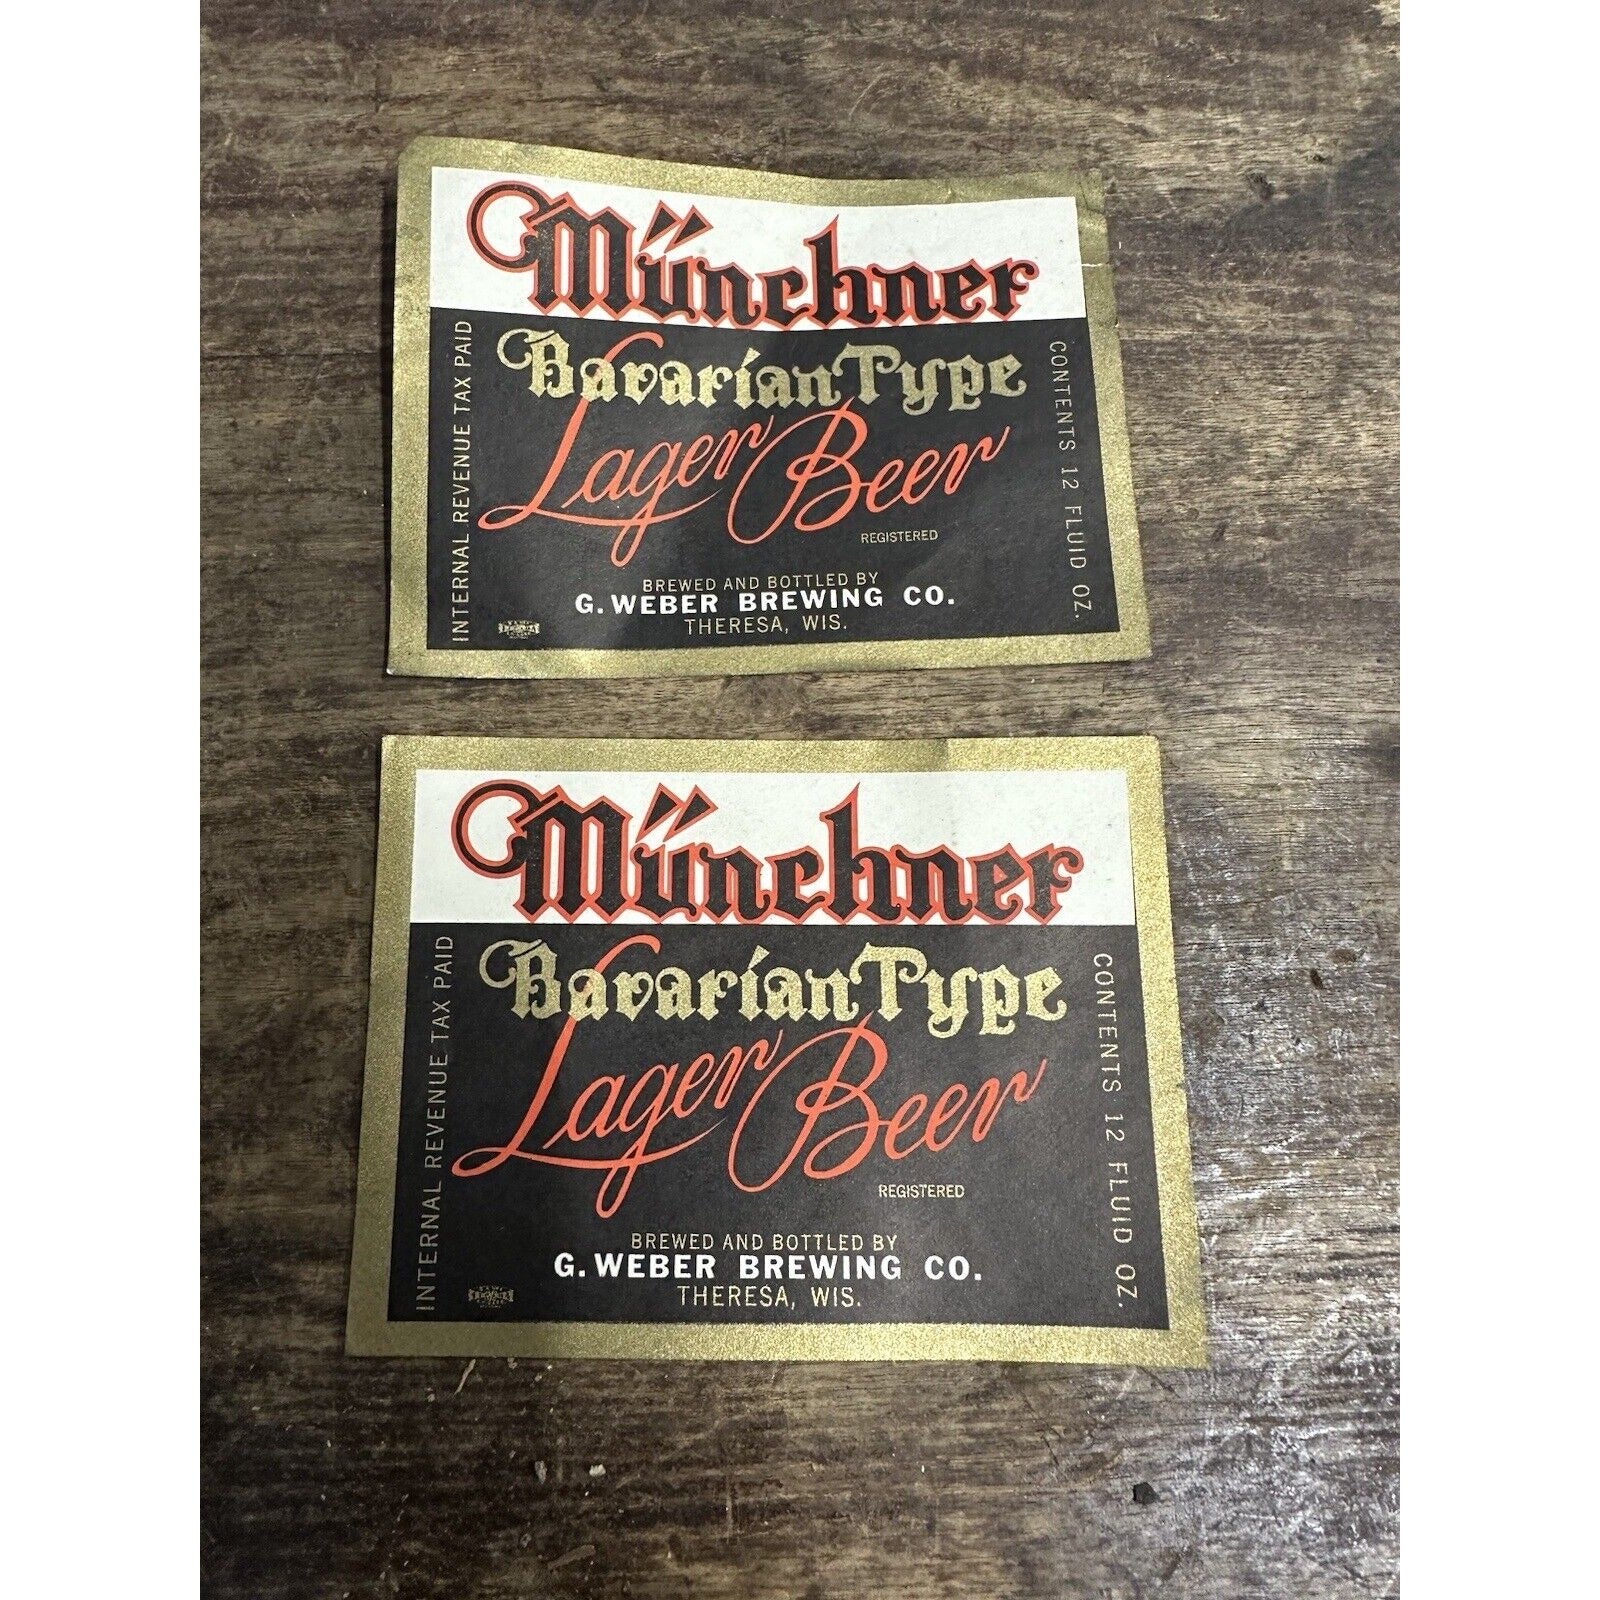 Münchner
Bavarian Type
Lager Beer
REGISTERED
INTERNAL REVENUE TAX PAID
CONTENTS 12 FLUID OZ.
BREWED AND BOTTLED BY
G. WEBER BREWING CO.
THERESA, WIS.
Münchner
Bavarian Type
Lager Beer
REGISTERED
INTERNAL REVENUE TAX PAID
CONTENTS 12 FLUID OZ.
BREWED AND BOTTLED BY
G. WEBER BREWING CO.
THERESA, WIS.